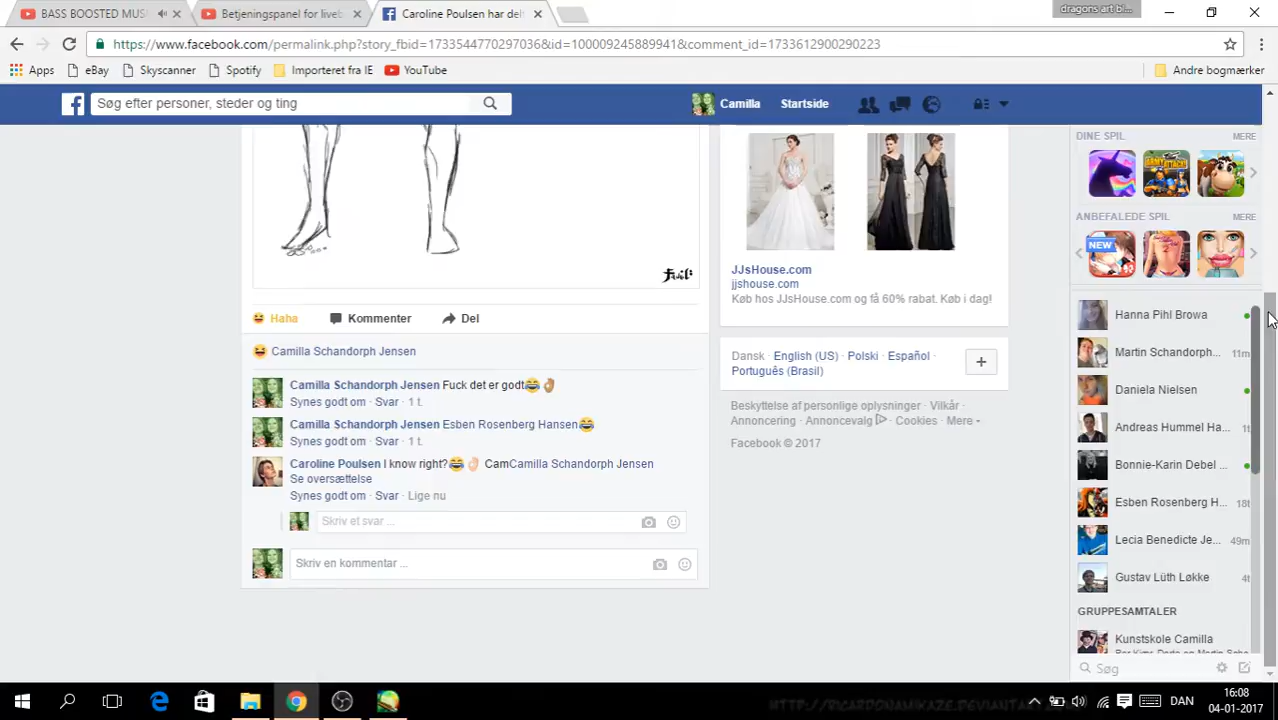 BASS BOOSTED MUS
Betjeningspanel for liveb
Caroline Poulsen har delt
dragons art bl...
https://www.facebook.com/permalink.php?story_fbid=1733544770297036&id=100009245889941&comment_id=1733612900290223
Apps eBay Skyscanner Spotify Importeret fra IE YouTube Andre bogmærker
Søg efter personer, steder og ting
Camilla Startside
DINE SPIL MERE
ANBEFALEDE SPIL MERE
NEW
JJsHouse.com
jjshouse.com
Køb hos JJsHouse.com og få 60% rabat. Køb i dag!
Haha Kommenter Del
Camilla Schandorph Jensen
Camilla Schandorph Jensen Fuck det er godt😂👌
Synes godt om · Svar · 1 t.
Camilla Schandorph Jensen Esben Rosenberg Hansen😂
Synes godt om · Svar · 1 t.
Caroline Poulsen I know right?😂👌 CamCamilla Schandorph Jensen
Se oversættelse
Synes godt om · Svar · Lige nu
Skriv et svar ...
Skriv en kommentar ...
Dansk · English (US) · Polski · Español ·
Português (Brasil)
Beskyttelse af personlige oplysninger · Vilkår ·
Annoncering · Annoncevalg · Cookies · Mere
Facebook © 2017
Hanna Pihl Browa
Martin Schandorph... 11m
Daniela Nielsen
Andreas Hummel Ha... 1t
Bonnie-Karin Debel ...
Esben Rosenberg H... 18t
Lecia Benedicte Je... 49m
Gustav Lüth Løkke 4t
GRUPPESAMTALER
Kunstskole Camilla
Søg
HTTP://RICARDONAMIKAZE.DEVIANTART
DAN
16:08
04-01-2017